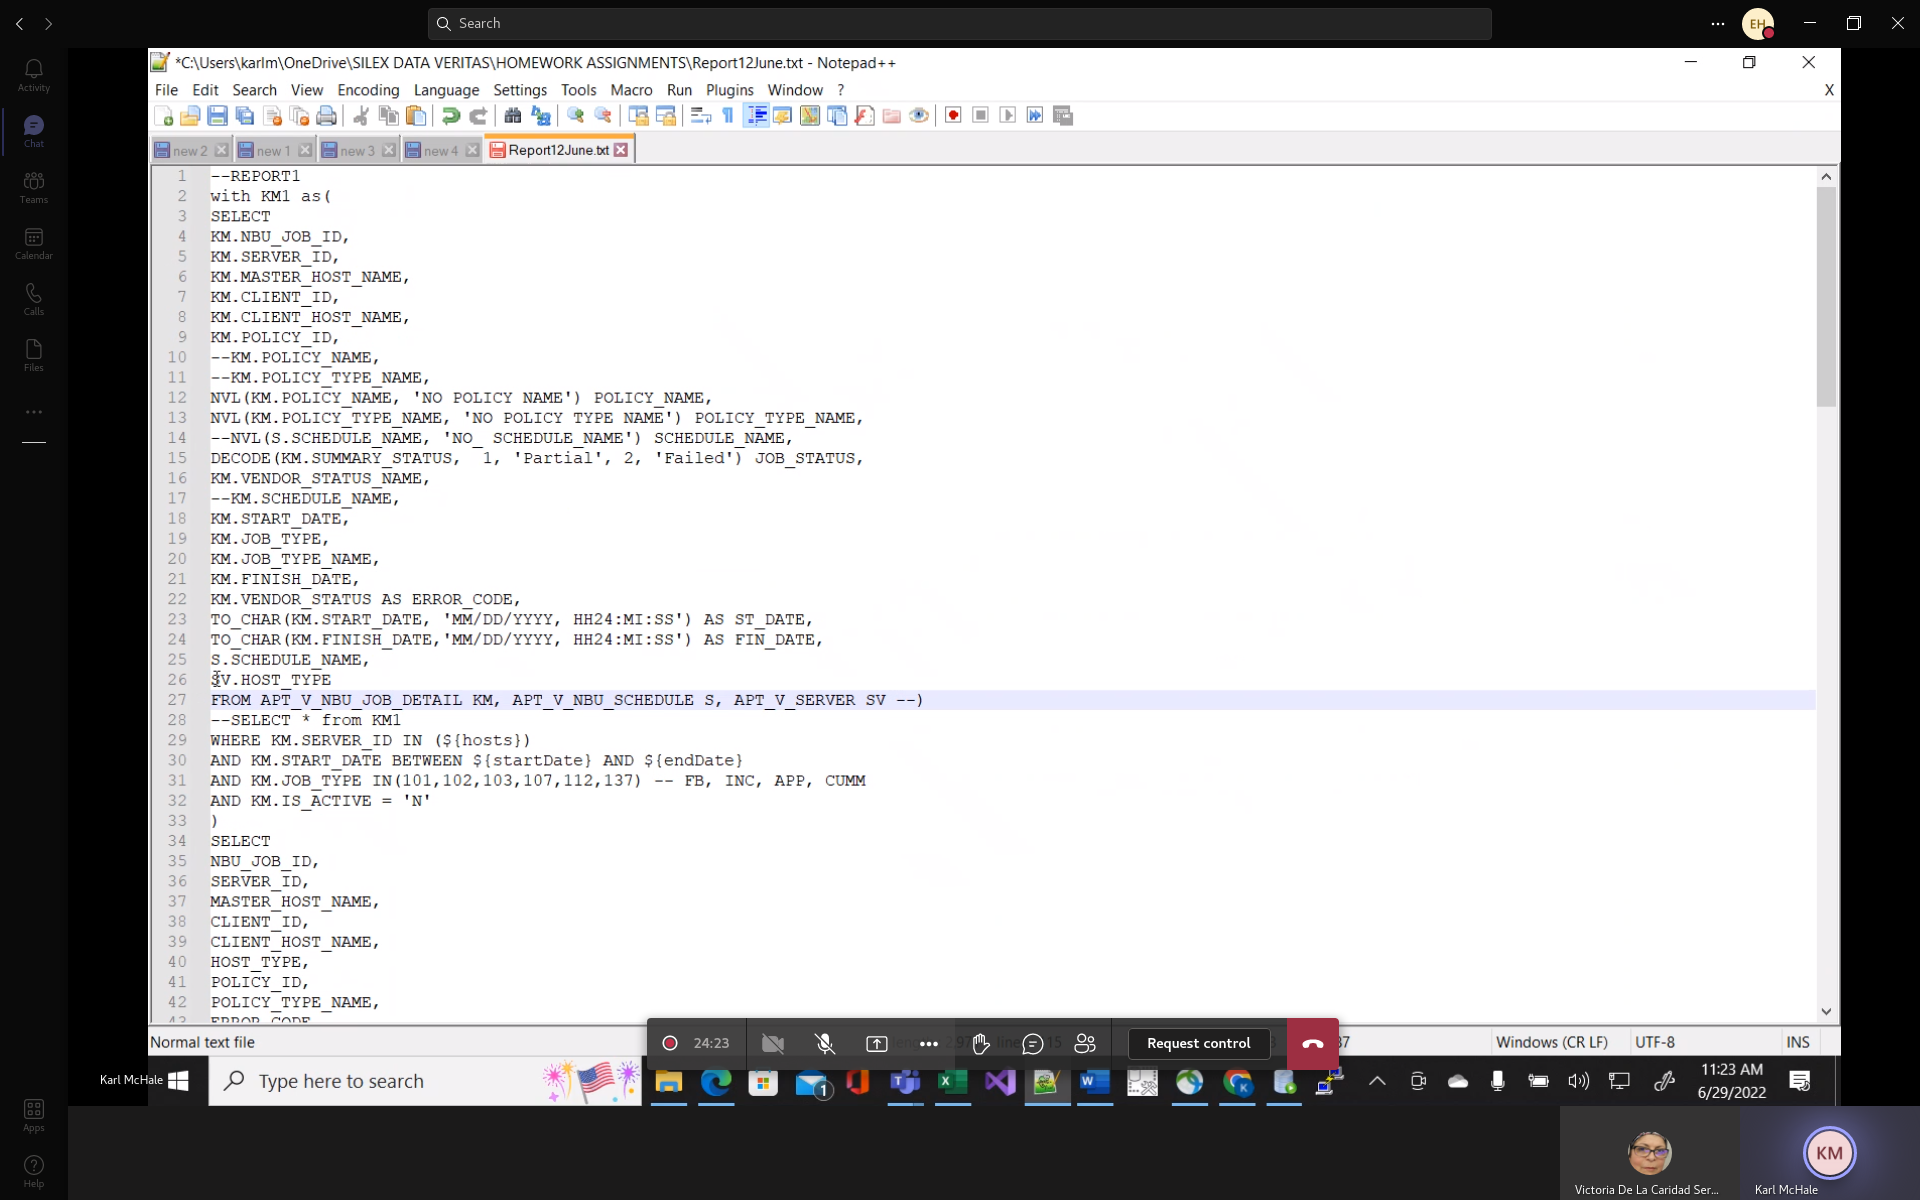 Search
EH
Activity
Chat
Teams
Calendar
Calls
Files
Apps
Help
*C:\Users\karlm\OneDrive\SILEX DATA VERITAS\HOMEWORK ASSIGNMENTS\Report12June.txt - Notepad++
File Edit Search View Encoding Language Settings Tools Macro Run Plugins Window ? X
new 2 new 1 new 3 new 4 Report12June.txt
1 --REPORT1
2 with KM1 as(
3 SELECT
4 KM.NBU_JOB_ID,
5 KM.SERVER_ID,
6 KM.MASTER_HOST_NAME,
7 KM.CLIENT_ID,
8 KM.CLIENT_HOST_NAME,
9 KM.POLICY_ID,
10 --KM.POLICY_NAME,
11 --KM.POLICY_TYPE_NAME,
12 NVL(KM.POLICY_NAME, 'NO POLICY NAME') POLICY_NAME,
13 NVL(KM.POLICY_TYPE_NAME, 'NO POLICY TYPE NAME') POLICY_TYPE_NAME,
14 --NVL(S.SCHEDULE_NAME, 'NO_ SCHEDULE_NAME') SCHEDULE_NAME,
15 DECODE(KM.SUMMARY_STATUS,  1, 'Partial', 2, 'Failed') JOB_STATUS,
16 KM.VENDOR_STATUS_NAME,
17 --KM.SCHEDULE_NAME,
18 KM.START_DATE,
19 KM.JOB_TYPE,
20 KM.JOB_TYPE_NAME,
21 KM.FINISH_DATE,
22 KM.VENDOR_STATUS AS ERROR_CODE,
23 TO_CHAR(KM.START_DATE, 'MM/DD/YYYY, HH24:MI:SS') AS ST_DATE,
24 TO_CHAR(KM.FINISH_DATE,'MM/DD/YYYY, HH24:MI:SS') AS FIN_DATE,
25 S.SCHEDULE_NAME,
26 SV.HOST_TYPE
27 FROM APT_V_NBU_JOB_DETAIL KM, APT_V_NBU_SCHEDULE S, APT_V_SERVER SV --)
28 --SELECT * from KM1
29 WHERE KM.SERVER_ID IN (${hosts})
30 AND KM.START_DATE BETWEEN ${startDate} AND ${endDate}
31 AND KM.JOB_TYPE IN(101,102,103,107,112,137) -- FB, INC, APP, CUMM
32 AND KM.IS_ACTIVE = 'N'
33 )
34 SELECT
35 NBU_JOB_ID,
36 SERVER_ID,
37 MASTER_HOST_NAME,
38 CLIENT_ID,
39 CLIENT_HOST_NAME,
40 HOST_TYPE,
41 POLICY_ID,
42 POLICY_TYPE_NAME,
43 ERROR_CODE
Normal text file Windows (CR LF) UTF-8 INS
24:23 Request control
Karl McHale Type here to search 1 11:23 AM
6/29/2022
KM
Victoria De La Caridad Ser... Karl McHale